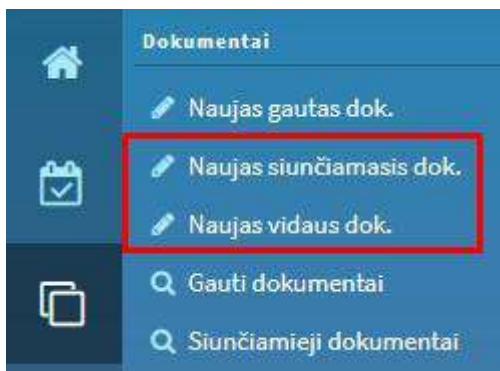 Dokumentai
Naujas gautas dok.
Naujas siunčiamasis dok.
Naujas vidaus dok.
Gauti dokumentai
Siunčiamieji dokumentai